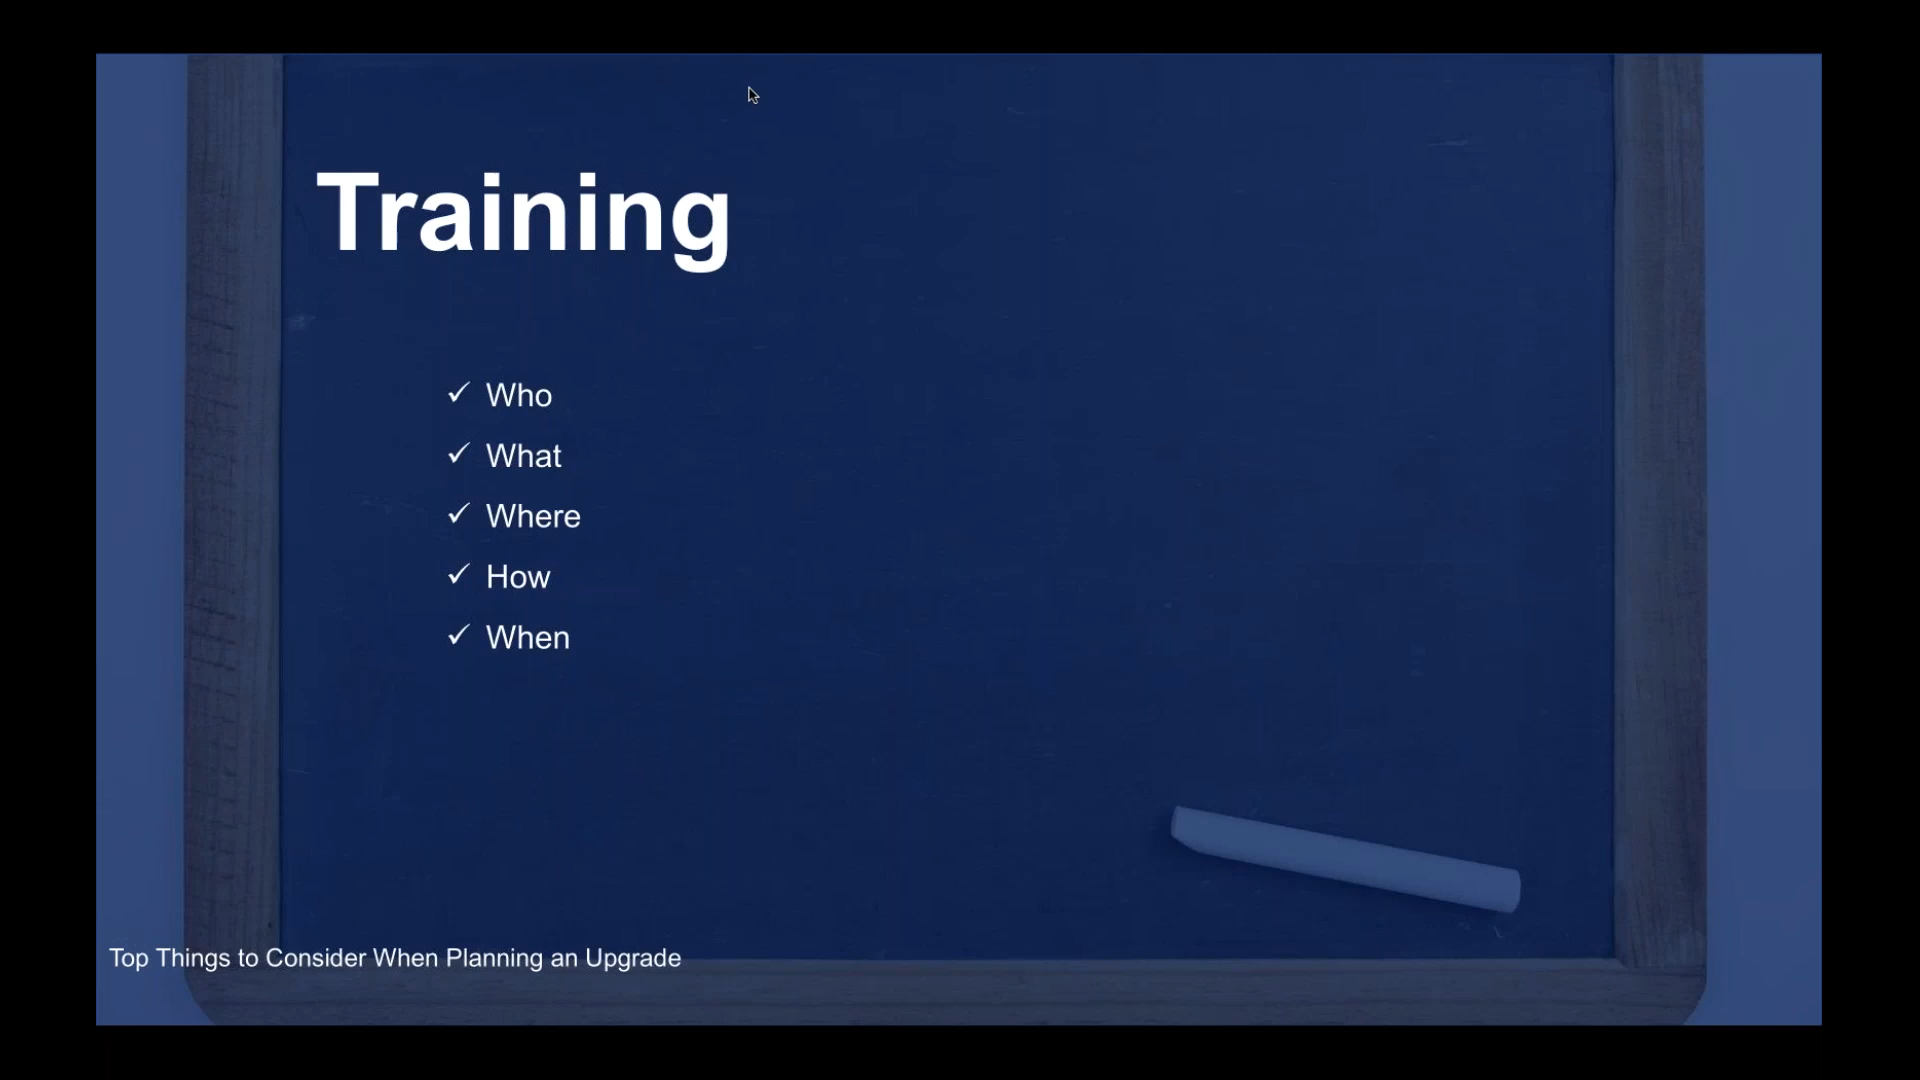 Training
✓ Who
✓ What
✓ Where
✓ How
✓ When
Top Things to Consider When Planning an Upgrade